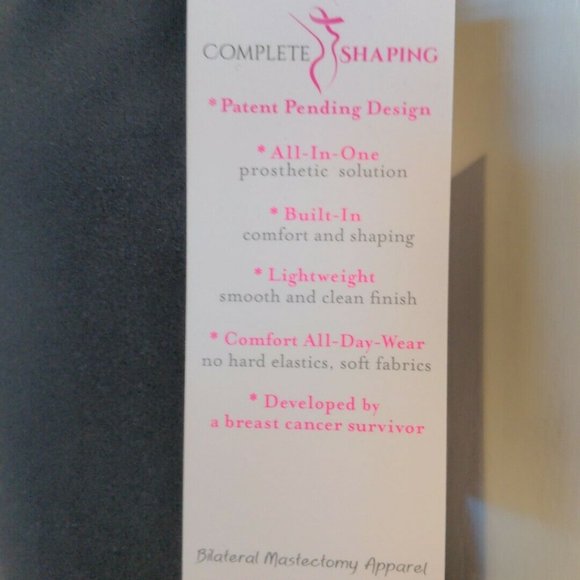 COMPLETE SHAPING
* Patent Pending Design
* All-In-One
prosthetic solution
* Built-In
comfort and shaping
* Lightweight
smooth and clean finish
* Comfort All-Day-Wear
no hard elastics, soft fabrics
* Developed by
a breast cancer survivor
Bilateral Mastectomy Apparel